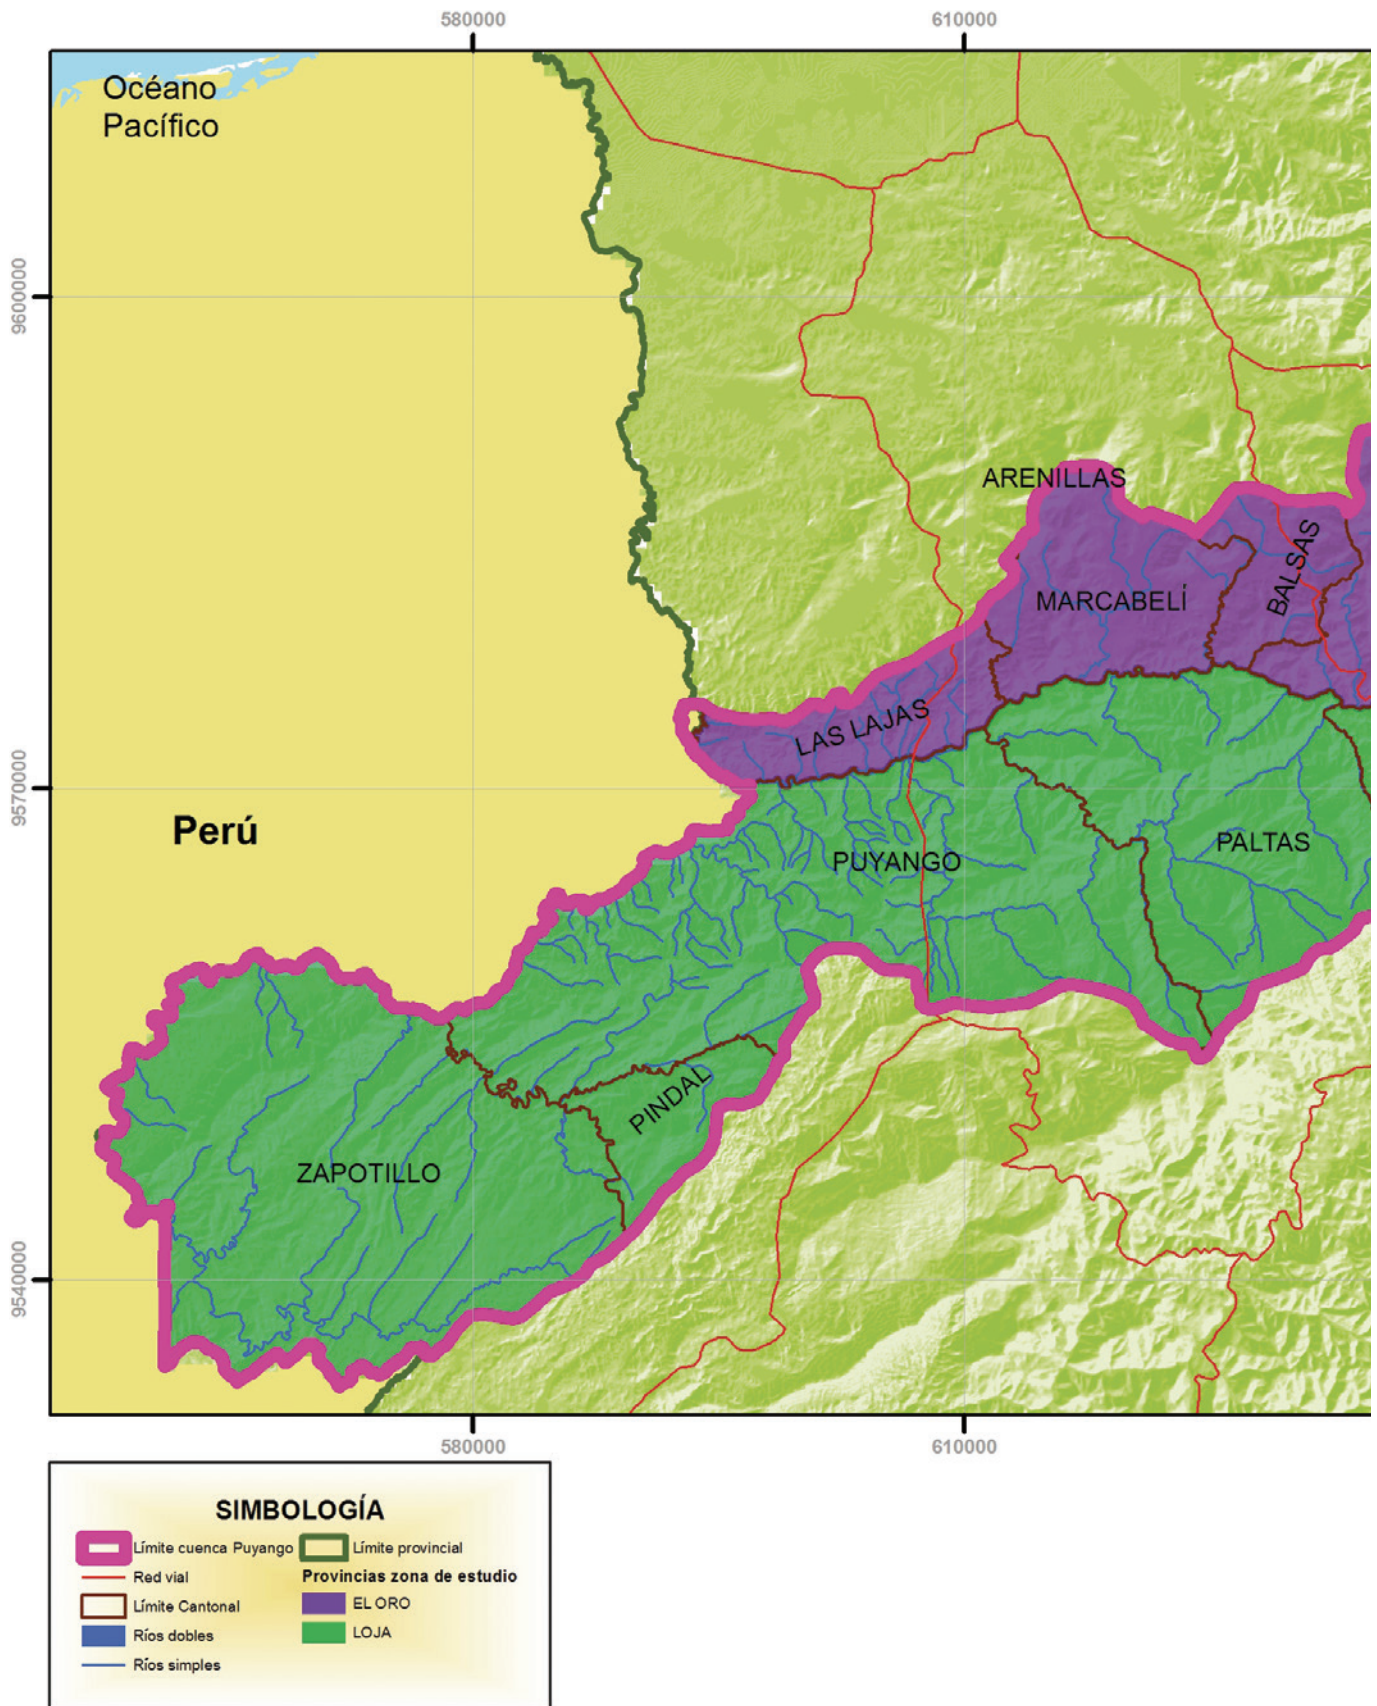 580000
610000
Océano
Pacífico
9600000
ARENILLAS
BALSAS
MARCABELÍ
LAS LAJAS
9570000
Perú
PUYANGO
PALTAS
PINDAL
ZAPOTILLO
9540000
580000
610000
SIMBOLOGÍA
Límite cuenca Puyango
Límite provincial
Red vial
Provincias zona de estudio
Límite Cantonal
EL ORO
Ríos dobles
LOJA
Ríos simples